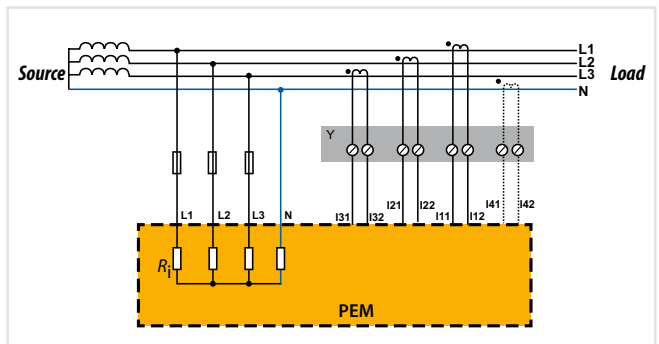 L1
L2
Source L3 Load
N
Y
I31 I32 I21 I22 I11 I12 I41 I42
L1 L2 L3 N
Ri
PEM